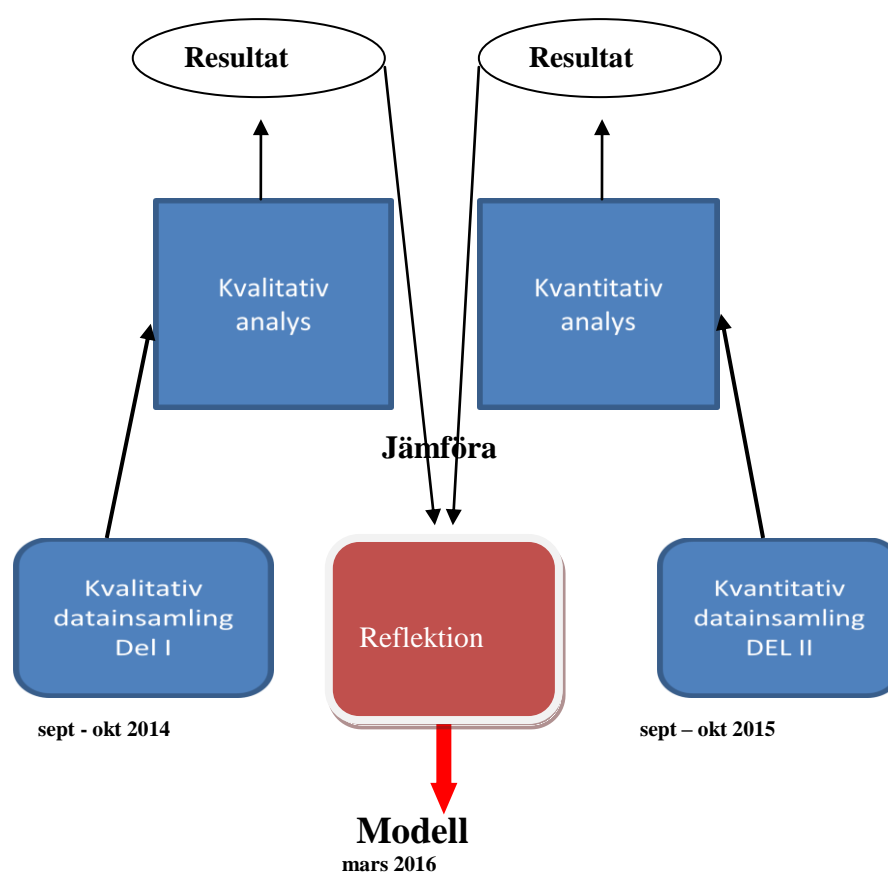 Resultat
Resultat
Kvalitativ
analys
Kvantitativ
analys
Jämföra
Kvalitativ
datainsamling
Del I
Reflektion
Kvantitativ
datainsamling
DEL II
sept - okt 2014
sept – okt 2015
Modell
mars 2016